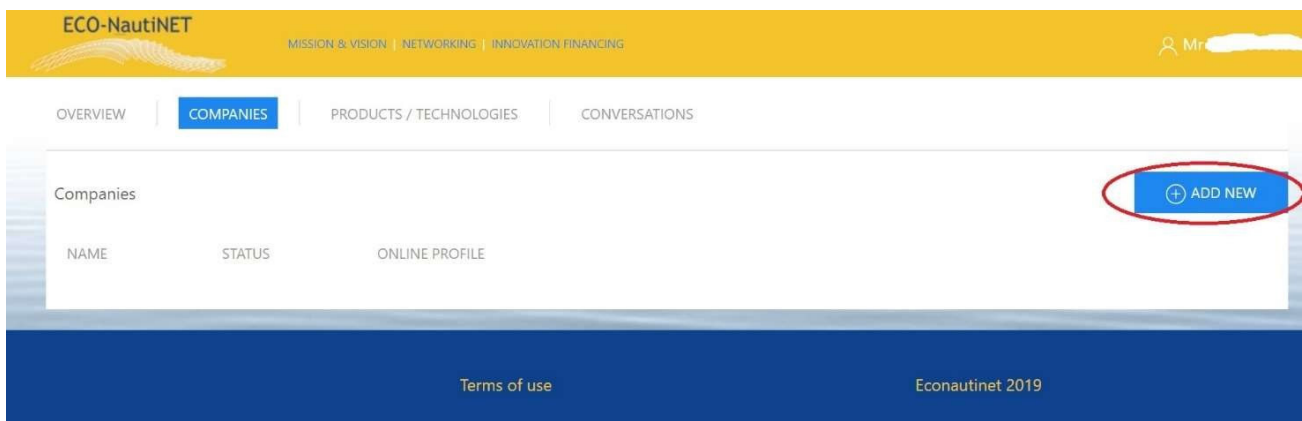 ECO-NautiNET
MISSION & VISION | NETWORKING | INNOVATION FINANCING
Mr
OVERVIEW COMPANIES PRODUCTS / TECHNOLOGIES CONVERSATIONS
Companies
ADD NEW
NAME STATUS ONLINE PROFILE
Terms of use Econautinet 2019